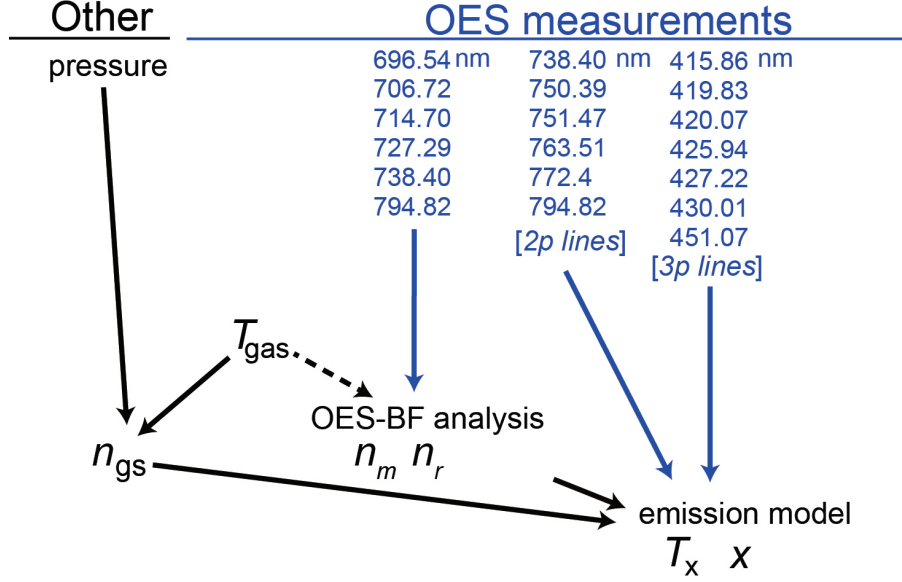 Other
pressure
OES measurements
696.54 nm
706.72
714.70
727.29
738.40
794.82
738.40 nm
750.39
751.47
763.51
772.4
794.82
[2p lines]
415.86 nm
419.83
420.07
425.94
427.22
430.01
451.07
[3p lines]
Tgas
OES-BF analysis
nm nr
ngs
emission model
Tx x